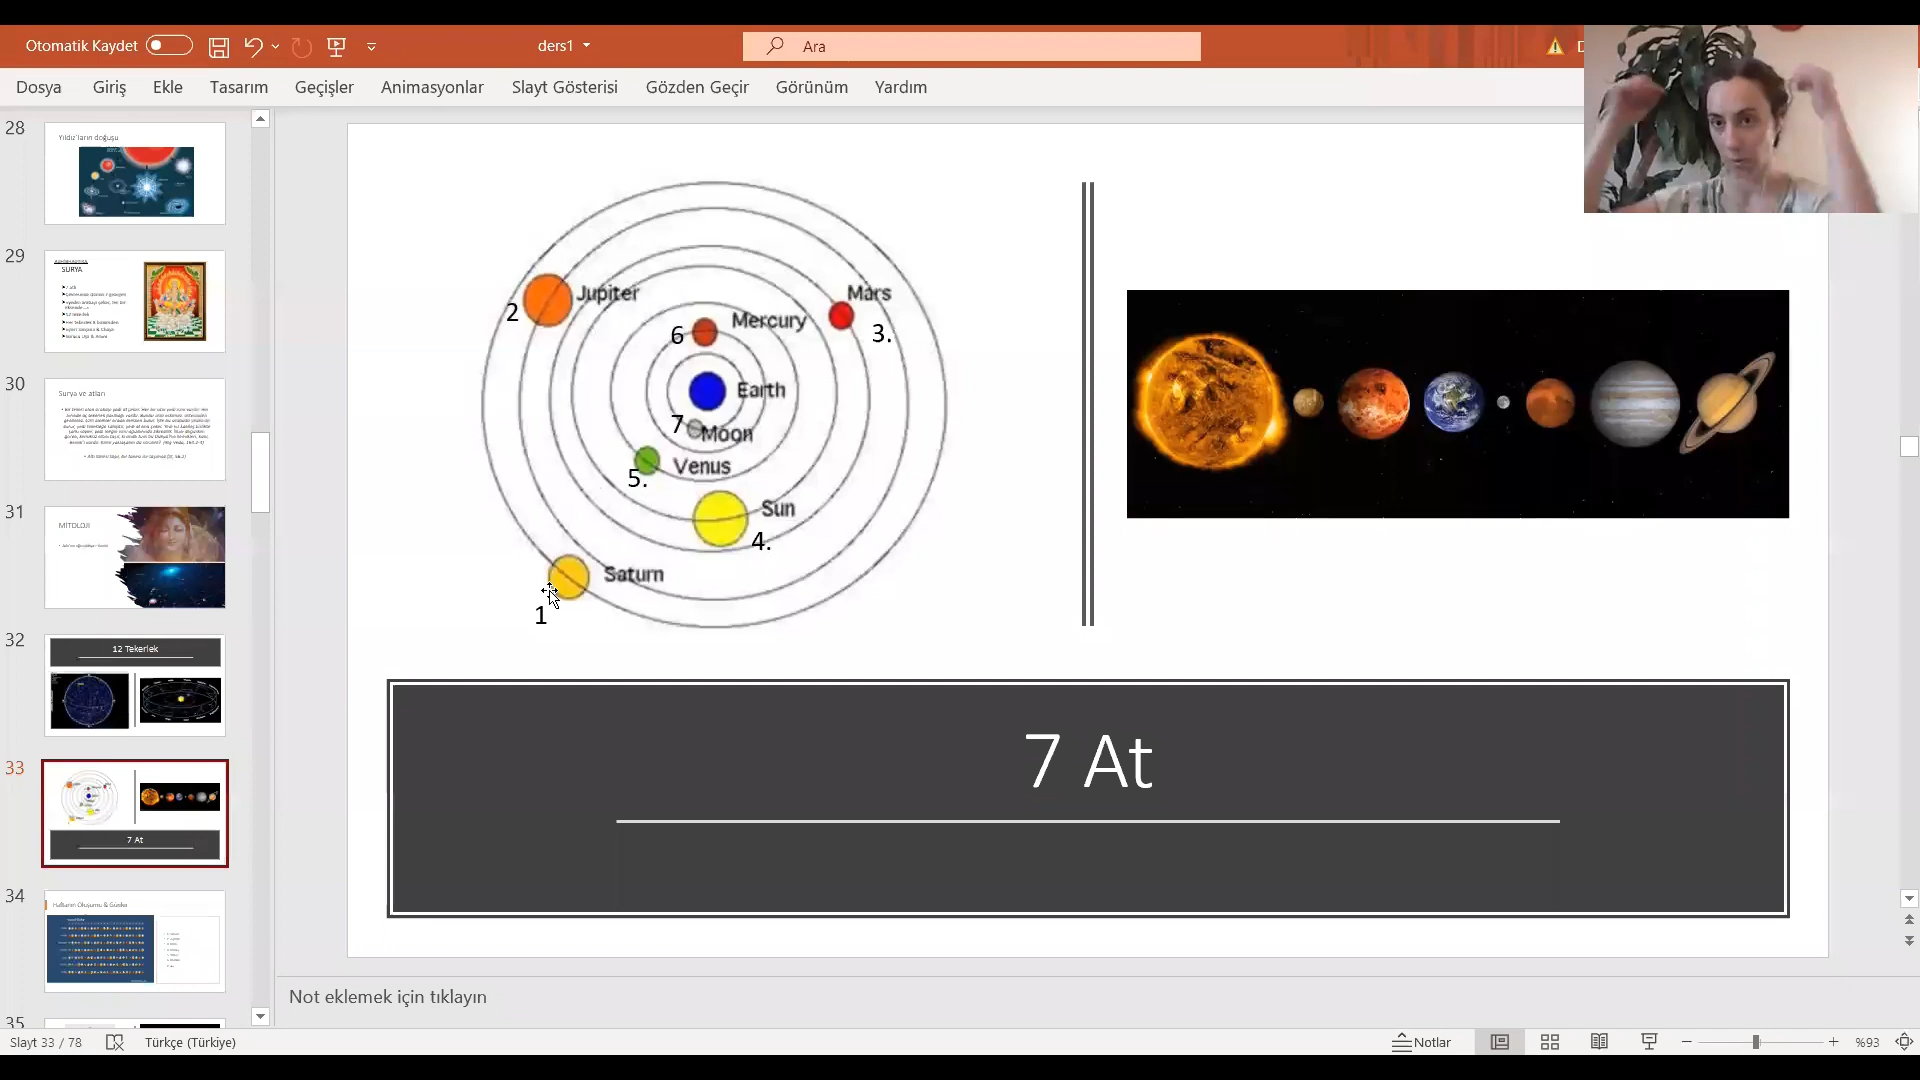 Otomatik Kaydet
ders1
Ara
Dosya Giriş Ekle Tasarım Geçişler Animasyonlar Slayt Gösterisi Gözden Geçir Görünüm Yardım
28
Yıldız'ların doğuşu
29
SURYA
30
Surya ve atları
31
MİTOLOJİ
32
12 Tekerlek
33
7 At
34
Haftanın Oluşumu & Günler
35
Jupiter
2
Mars
3.
Mercury
6
Earth
7
Moon
Venus
5.
Sun
4.
Saturn
1
7 At
Not eklemek için tıklayın
Slayt 33 / 78
Türkçe (Türkiye)
Notlar
%93